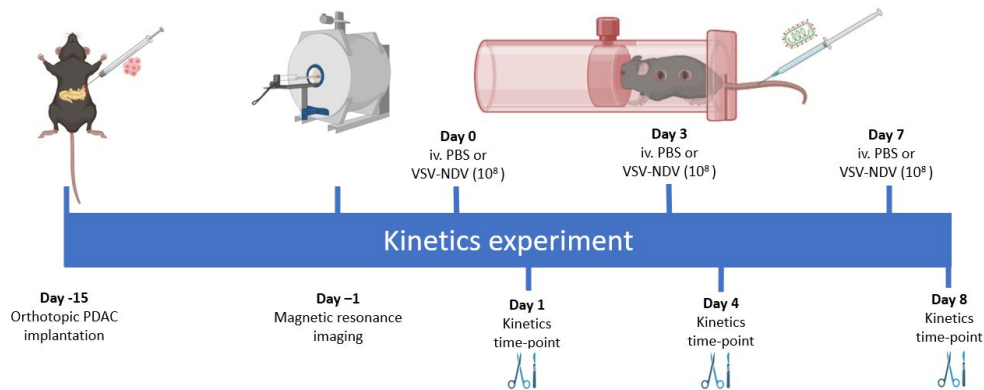 Day 0
iv. PBS or
VSV-NDV (10⁸ )
Day 3
iv. PBS or
VSV-NDV (10⁸ )
Day 7
iv. PBS or
VSV-NDV (10⁸ )
Kinetics experiment
Day -15
Orthotopic PDAC
implantation
Day –1
Magnetic resonance
imaging
Day 1
Kinetics
time-point
Day 4
Kinetics
time-point
Day 8
Kinetics
time-point